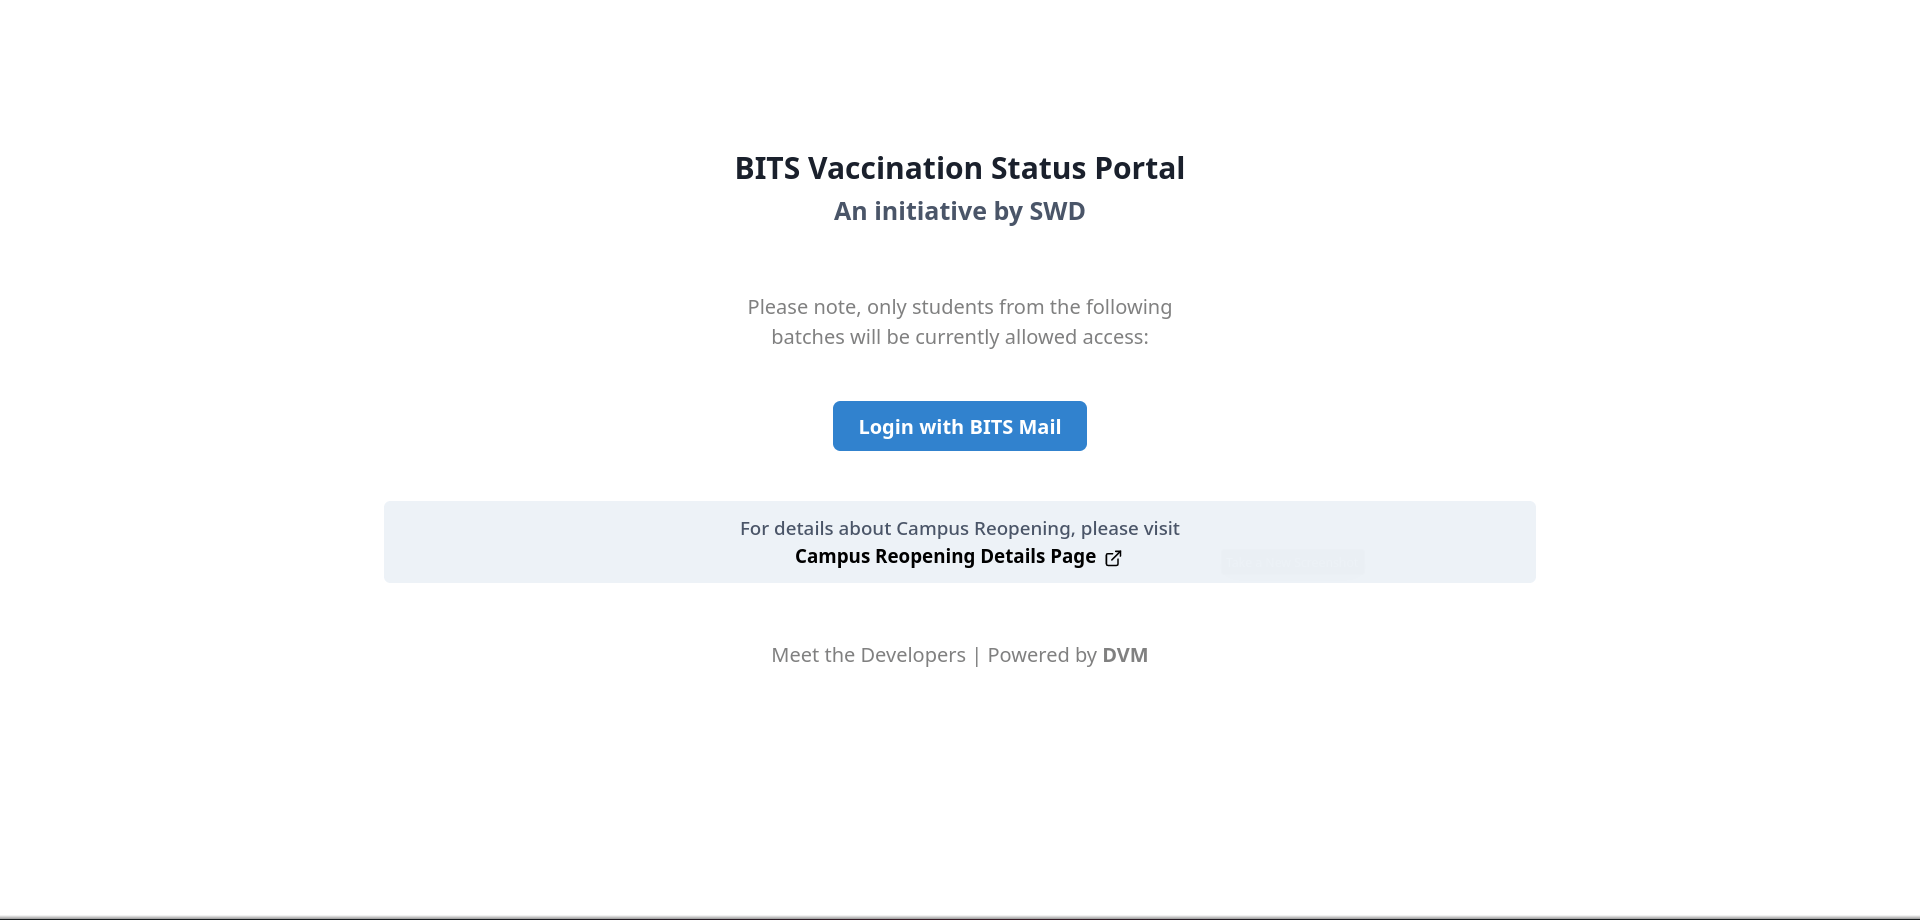 BITS Vaccination Status Portal
An initiative by SWD
Please note, only students from the following
batches will be currently allowed access:
Login with BITS Mail
For details about Campus Reopening, please visit
Campus Reopening Details Page
Meet the Developers | Powered by DVM